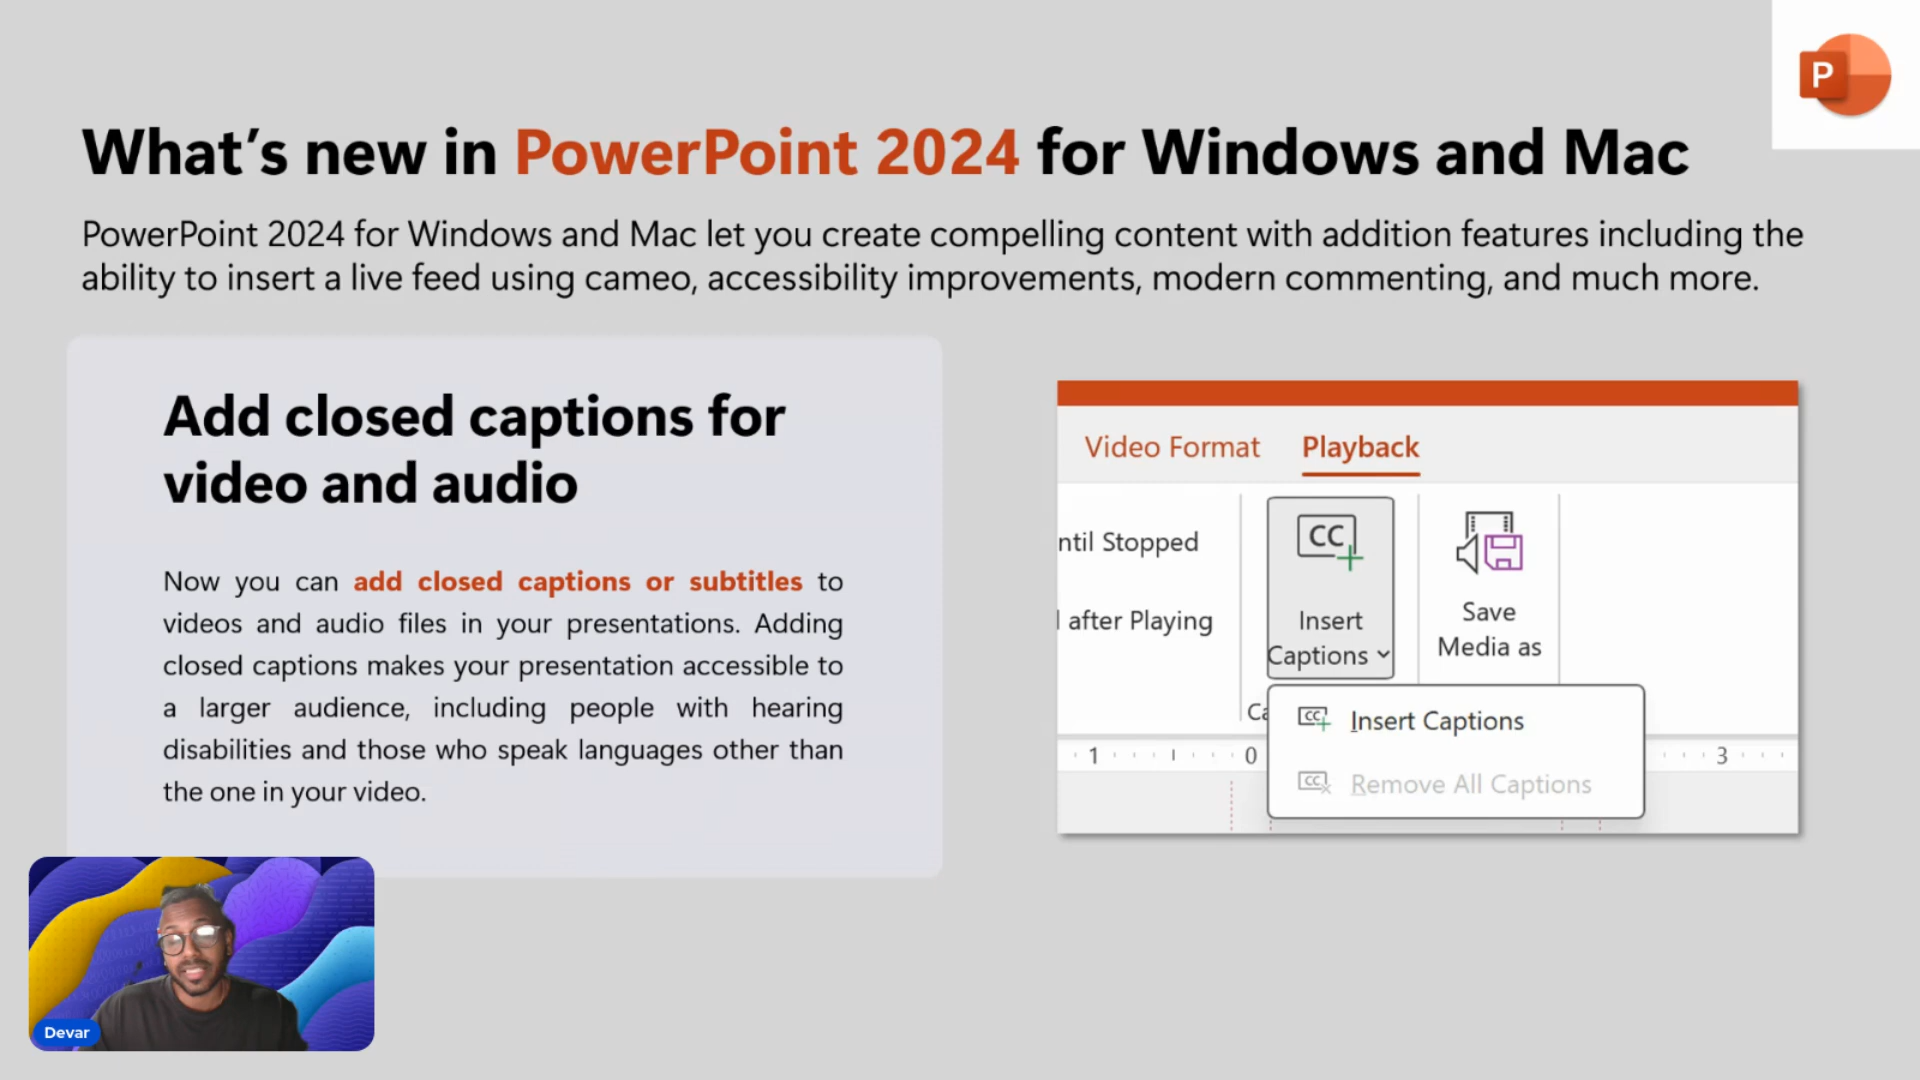 P
What's new in PowerPoint 2024 for Windows and Mac
PowerPoint 2024 for Windows and Mac let you create compelling content with addition features including the
ability to insert a live feed using cameo, accessibility improvements, modern commenting, and much more.
Add closed captions for
video and audio
Now you can add closed captions or subtitles to
videos and audio files in your presentations. Adding
closed captions makes your presentation accessible to
a larger audience, including people with hearing
disabilities and those who speak languages other than
the one in your video.
Video Format Playback
ntil Stopped
after Playing
CC
Insert
Captions
Save
Media as
Ca
CC Insert Captions
CC Remove All Captions
1 0 3
Devar